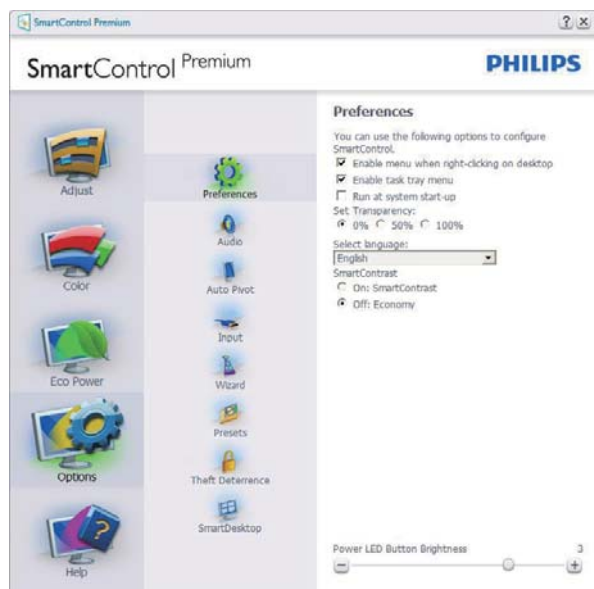 SmartControl Premium
SmartControl Premium
PHILIPS
Adjust
Color
Eco Power
Options
Help
Preferences
Audio
Auto Pivot
Input
Wizard
Presets
Theft Deterrence
SmartDesktop
Preferences
You can use the following options to configure
SmartControl.
Enable menu when right-clicking on desktop
Enable task tray menu
Run at system start-up
Set Transparency:
0% 50% 100%
Select language:
English
SmartContrast
On: SmartContrast
Off: Economy
Power LED Button Brightness 3